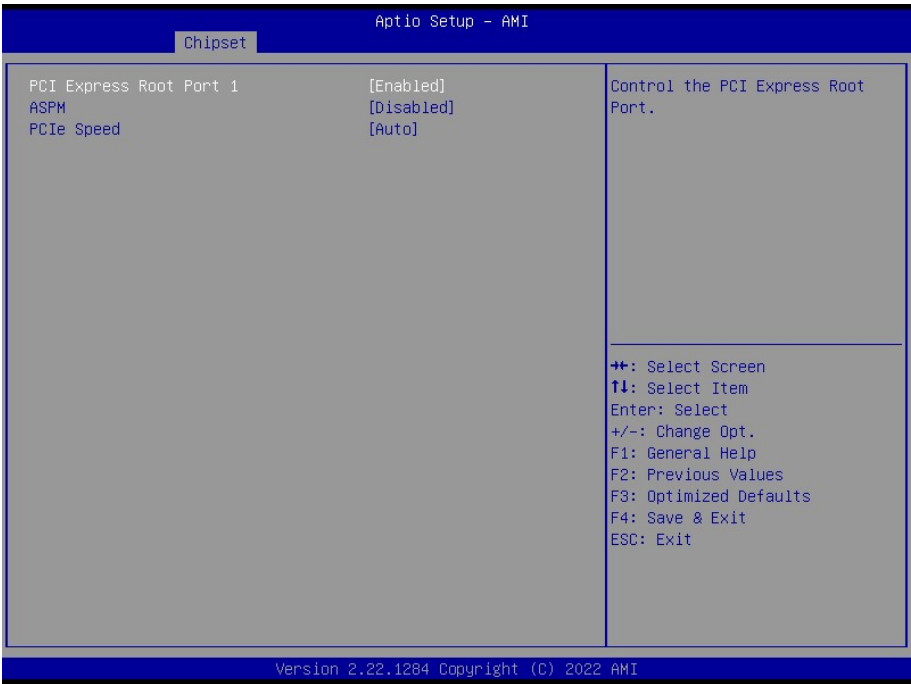 Aptio Setup – AMI
Chipset
PCI Express Root Port 1 [Enabled]
ASPM [Disabled]
PCIe Speed [Auto]
Control the PCI Express Root
Port.
→←: Select Screen
↑↓: Select Item
Enter: Select
+/-: Change Opt.
F1: General Help
F2: Previous Values
F3: Optimized Defaults
F4: Save & Exit
ESC: Exit
Version 2.22.1284 Copyright (C) 2022 AMI